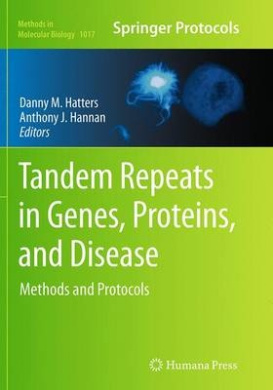 Methods in
Molecular Biology 1017
Springer Protocols
Danny M. Hatters
Anthony J. Hannan
Editors
Tandem Repeats
in Genes, Proteins,
and Disease
Methods and Protocols
Humana Press